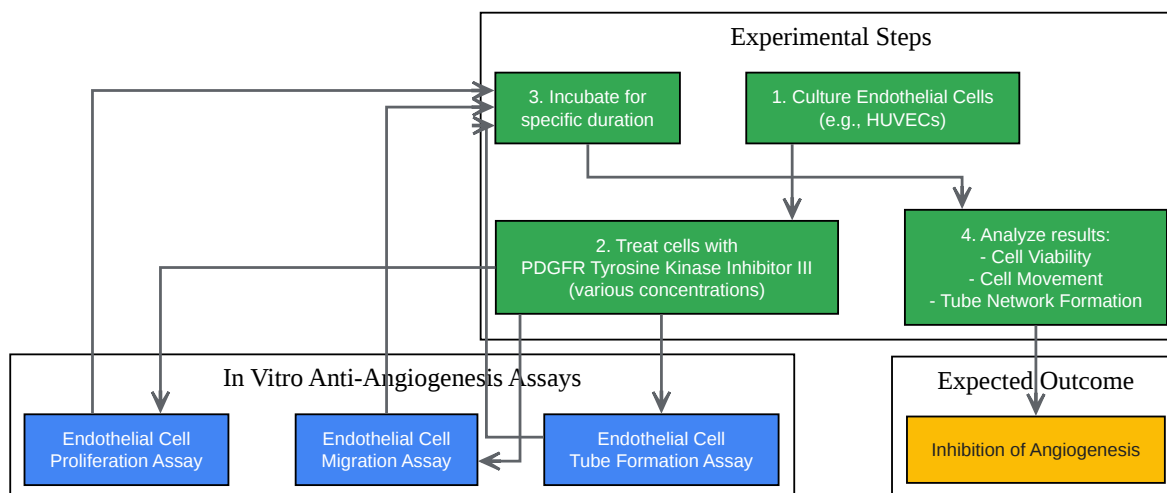 Experimental Steps
3. Incubate for
specific duration
1. Culture Endothelial Cells
(e.g., HUVECs)
2. Treat cells with
PDGFR Tyrosine Kinase Inhibitor III
(various concentrations)
4. Analyze results:
- Cell Viability
- Cell Movement
- Tube Network Formation
In Vitro Anti-Angiogenesis Assays
Endothelial Cell
Proliferation Assay
Endothelial Cell
Migration Assay
Endothelial Cell
Tube Formation Assay
Expected Outcome
Inhibition of Angiogenesis